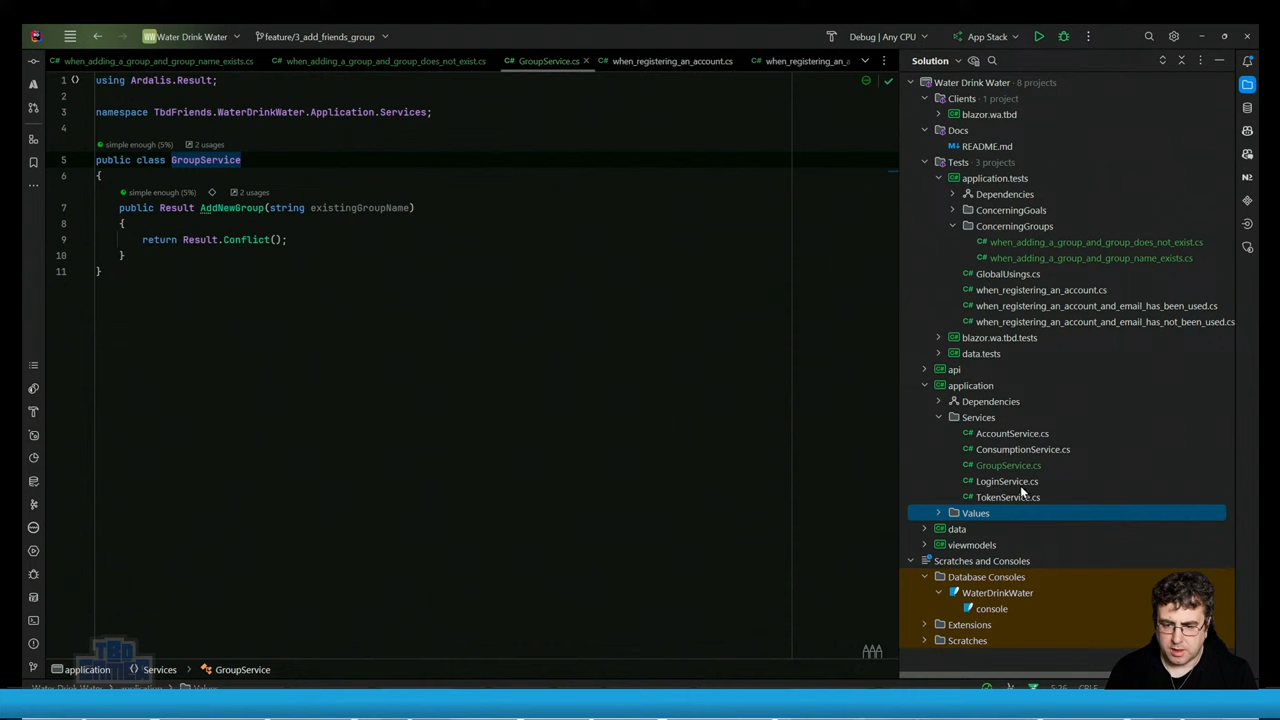 WW Water Drink Water
feature/3_add_friends_group
Debug | Any CPU
App Stack
when_adding_a_group_and_group_name_exists.cs
when_adding_a_group_and_group_does_not_exist.cs
GroupService.cs
when_registering_an_account.cs
when_registering_an_a
1 using Ardalis.Result;
2
3 namespace TbdFriends.WaterDrinkWater.Application.Services;
4
simple enough (5%) 2 usages
5 public class GroupService
6 {
simple enough (5%) 2 usages
7 public Result AddNewGroup(string existingGroupName)
8 {
9 return Result.Conflict();
10 }
11 }
Solution
Water Drink Water 8 projects
Clients 1 project
blazor.wa.tbd
Docs
README.md
Tests 3 projects
application.tests
Dependencies
ConcerningGoals
ConcerningGroups
C# when_adding_a_group_and_group_does_not_exist.cs
C# when_adding_a_group_and_group_name_exists.cs
C# GlobalUsings.cs
C# when_registering_an_account.cs
C# when_registering_an_account_and_email_has_been_used.cs
C# when_registering_an_account_and_email_has_not_been_used.cs
blazor.wa.tbd.tests
data.tests
api
application
Dependencies
Services
C# AccountService.cs
C# ConsumptionService.cs
C# GroupService.cs
C# LoginService.cs
C# TokenService.cs
Values
data
viewmodels
Scratches and Consoles
Database Consoles
WaterDrinkWater
console
Extensions
Scratches
TBD
application
Services
GroupService